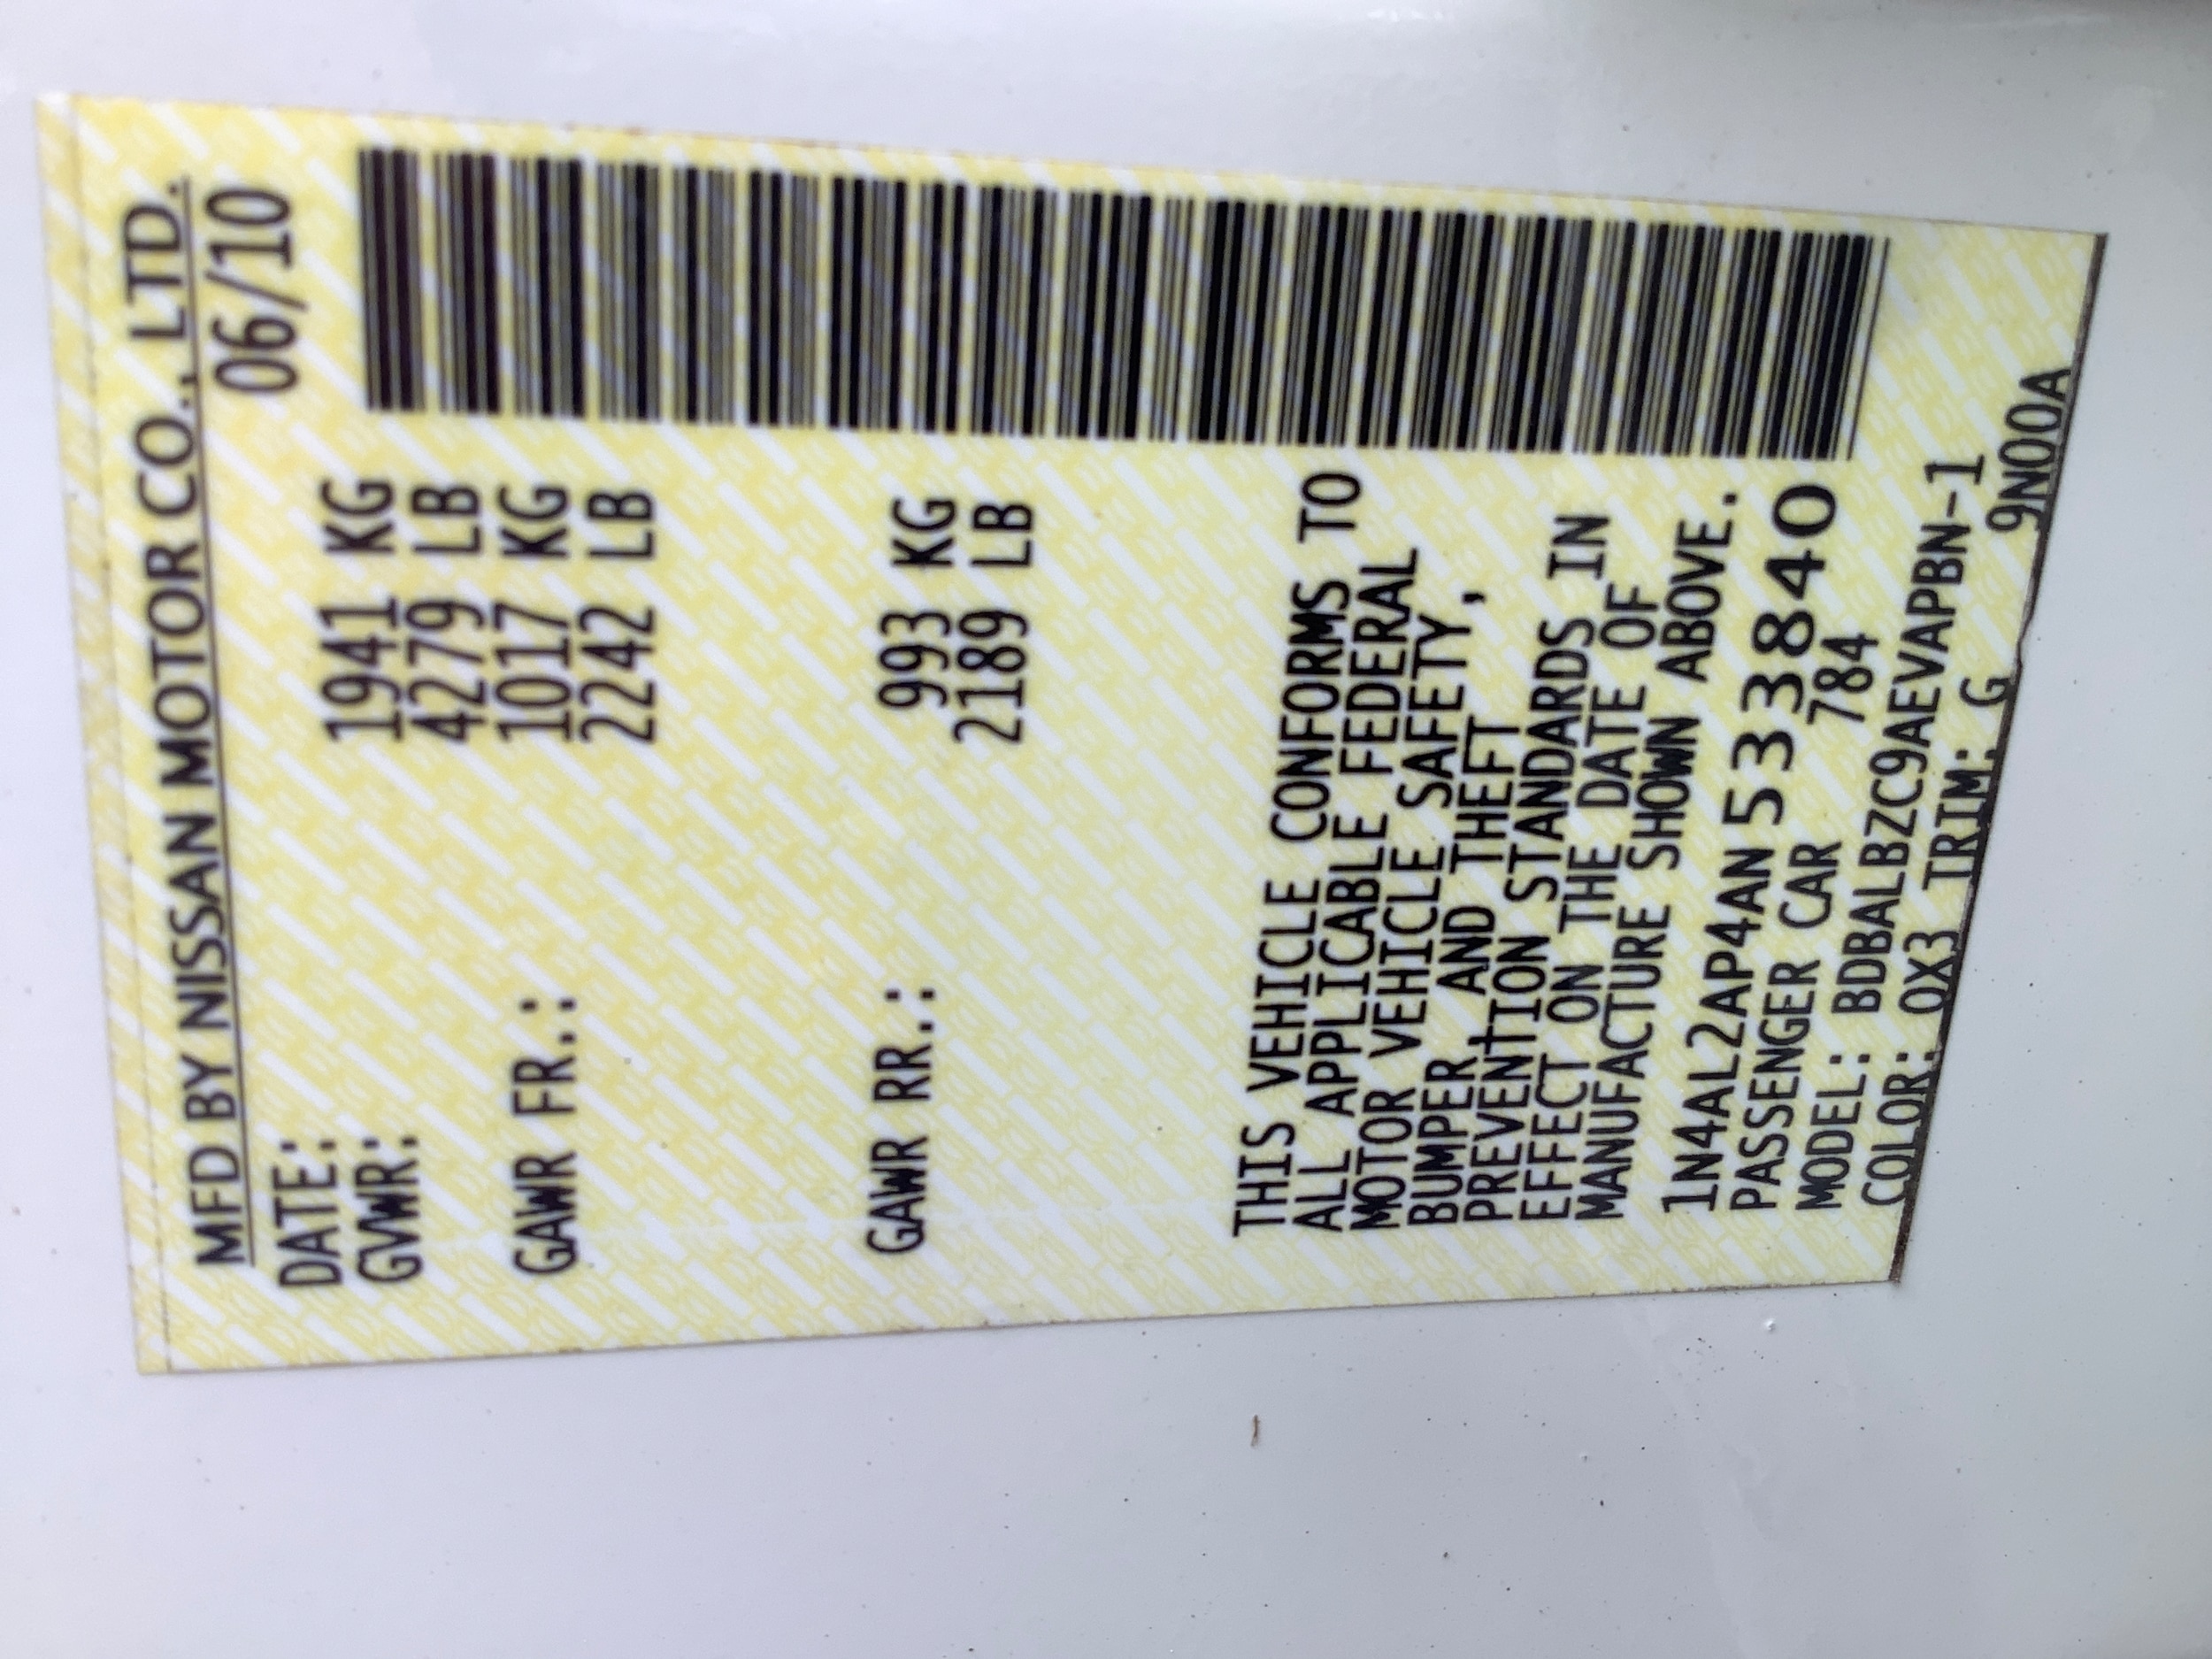 MFD BY NISSAN MOTOR CO., LTD.
DATE: 06/10
GVWR: 1941 KG
4279 LB
GAWR FR.: 1017 KG
2242 LB
GAWR RR.: 993 KG
2189 LB
THIS VEHICLE CONFORMS TO
ALL APPLICABLE FEDERAL
MOTOR VEHICLE SAFETY,
BUMPER AND THEFT
PREVENTION STANDARDS IN
EFFECT ON THE DATE OF
MANUFACTURE SHOWN ABOVE.
1N4AL2AP4AN533840
PASSENGER CAR 784
MODEL: BDBALBZC9AEVAPBN-1
COLOR: QX3 TRIM: G 9N00A